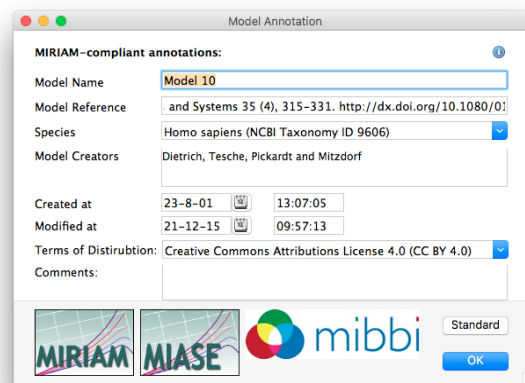 Model Annotation
MIRIAM-compliant annotations:
Model Name Model 10
Model Reference and Systems 35 (4), 315-331. http://dx.doi.org/10.1080/01
Species Homo sapiens (NCBI Taxonomy ID 9606)
Model Creators Dietrich, Tesche, Pickardt and Mitzdorf
Created at 23-8-01 13:07:05
Modified at 21-12-15 09:57:13
Terms of Distirubtion: Creative Commons Attributions License 4.0 (CC BY 4.0)
Comments:
MIRIAM MIASE mibbi Standard
OK